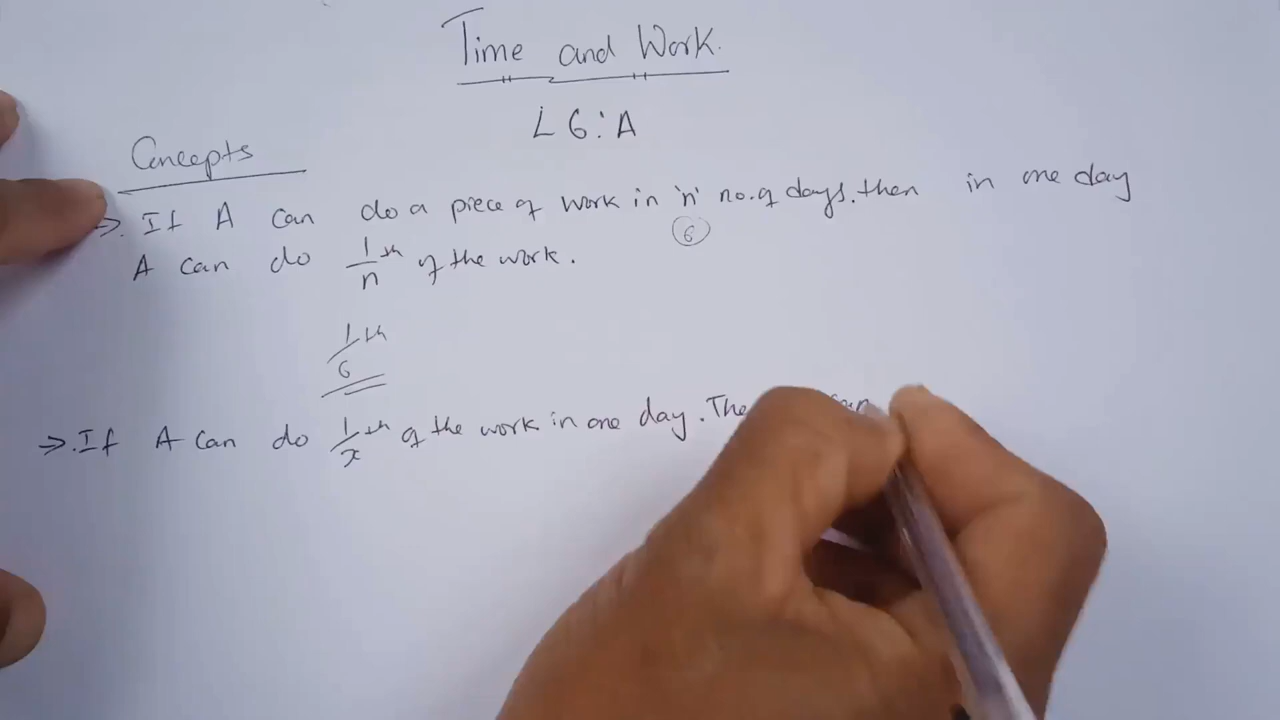 Time and Work.
L6:A
Concepts
→. If A can do a piece of work in 'n' no. of days. then in one day
6
A can do 1/n th of the work.
1/6 th
→. If A can do 1/x th of the work in one day. The can